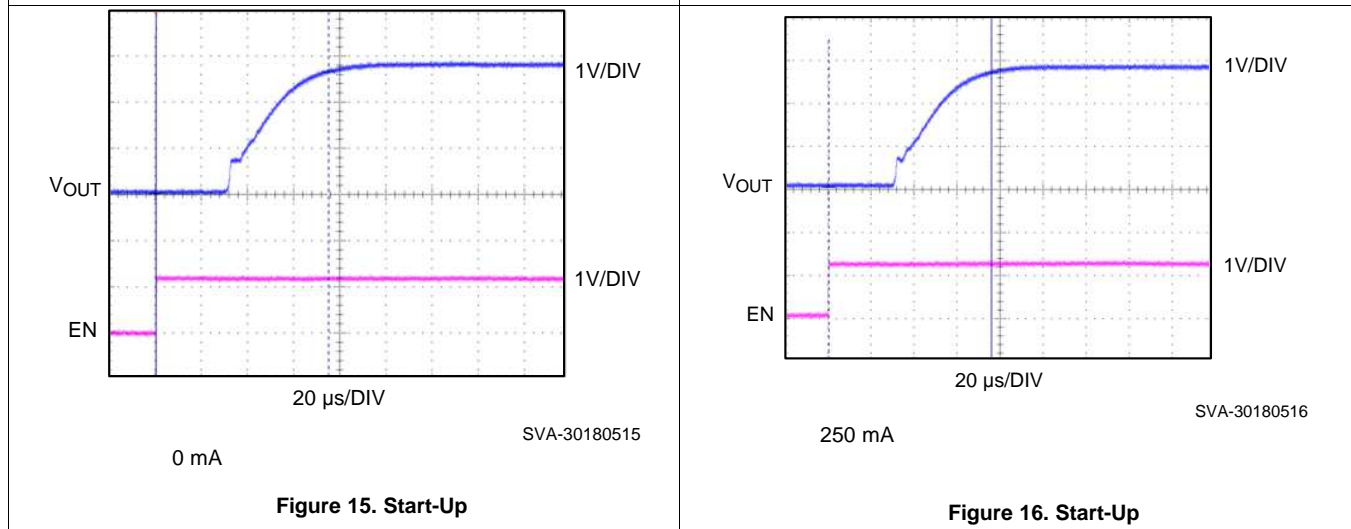 1V/DIV
VOUT
1V/DIV
EN
20 µs/DIV
SVA-30180515
0 mA
Figure 15. Start-Up
1V/DIV
VOUT
1V/DIV
EN
20 µs/DIV
SVA-30180516
250 mA
Figure 16. Start-Up